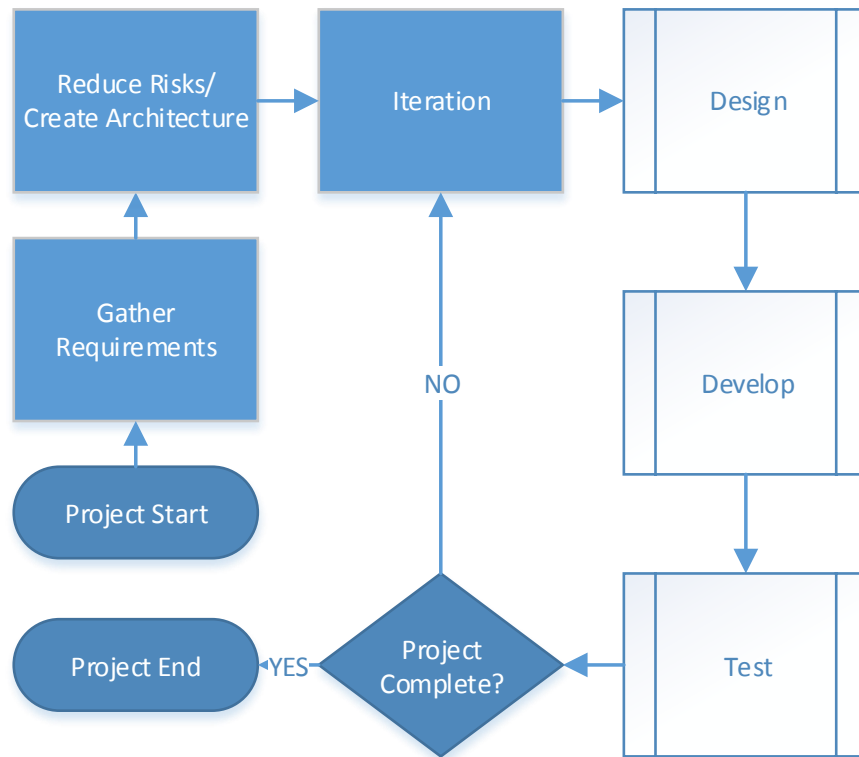 Reduce Risks/
Create Architecture
Iteration
Design
Gather
Requirements
NO
Develop
Project Start
Project End
YES
Project
Complete?
Test